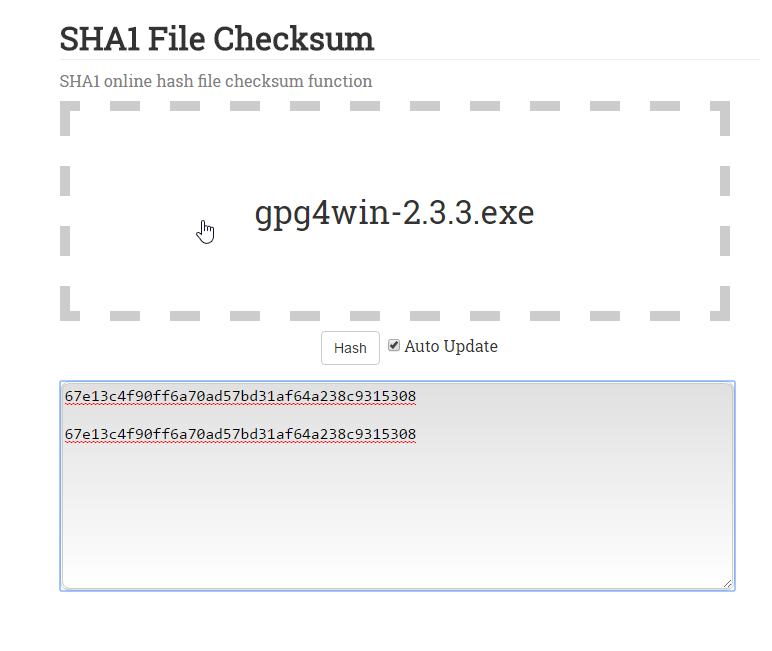 SHA1 File Checksum
SHA1 online hash file checksum function
gpg4win-2.3.3.exe
Hash Auto Update
67e13c4f90ff6a70ad57bd31af64a238c9315308
67e13c4f90ff6a70ad57bd31af64a238c9315308